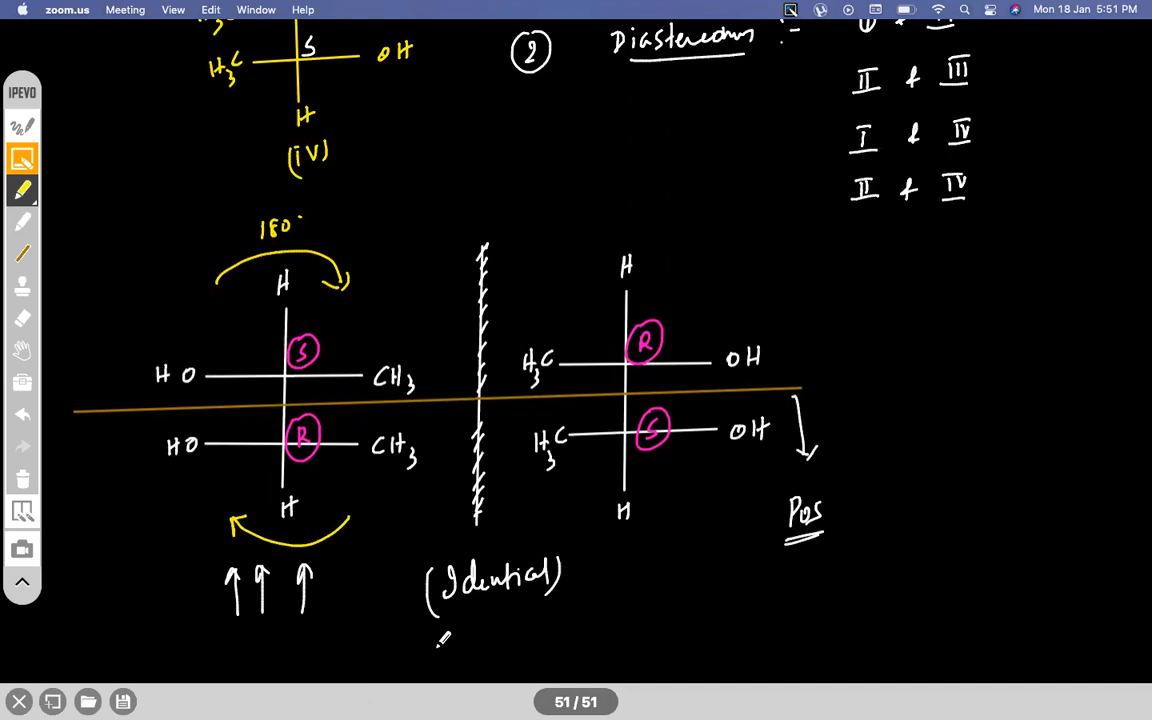 zoom.us Meeting View Edit Window Help Mon 18 Jan 5:51 PM
IPEVO
S
H3C OH
H
(iV)
② Diastereomers :-
II & III
I & IV
II & IV
180°
H
S
HO CH3
R
HO CH3
H
H
R
H3C OH
S
H3C OH
H
POS
(Identical)
51 / 51